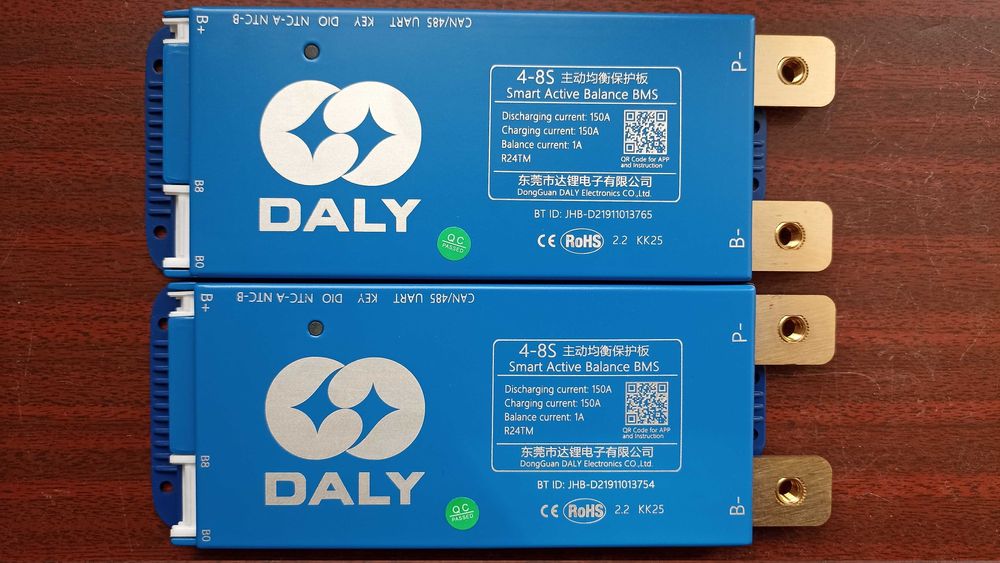 B+ B8 B0
NTC-B NTC-A DIO KEY UART CAN/485
DALY
QC
PASSED
4-8S 主动均衡保护板
Smart Active Balance BMS
Discharging current: 150A
Charging current: 150A
Balance current: 1A
R24TM
QR Code for APP
and Instruction
东莞市达锂电子有限公司
DongGuan DALY Electronics CO.,Ltd.
BT ID: JHB-D21911013765
CE RoHS 2.2 KK25
P-
B-
B+ B8 B0
NTC-B NTC-A DIO KEY UART CAN/485
DALY
QC
PASSED
4-8S 主动均衡保护板
Smart Active Balance BMS
Discharging current: 150A
Charging current: 150A
Balance current: 1A
R24TM
QR Code for APP
and Instruction
东莞市达锂电子有限公司
DongGuan DALY Electronics CO.,Ltd.
BT ID: JHB-D21911013754
CE RoHS 2.2 KK25
P-
B-